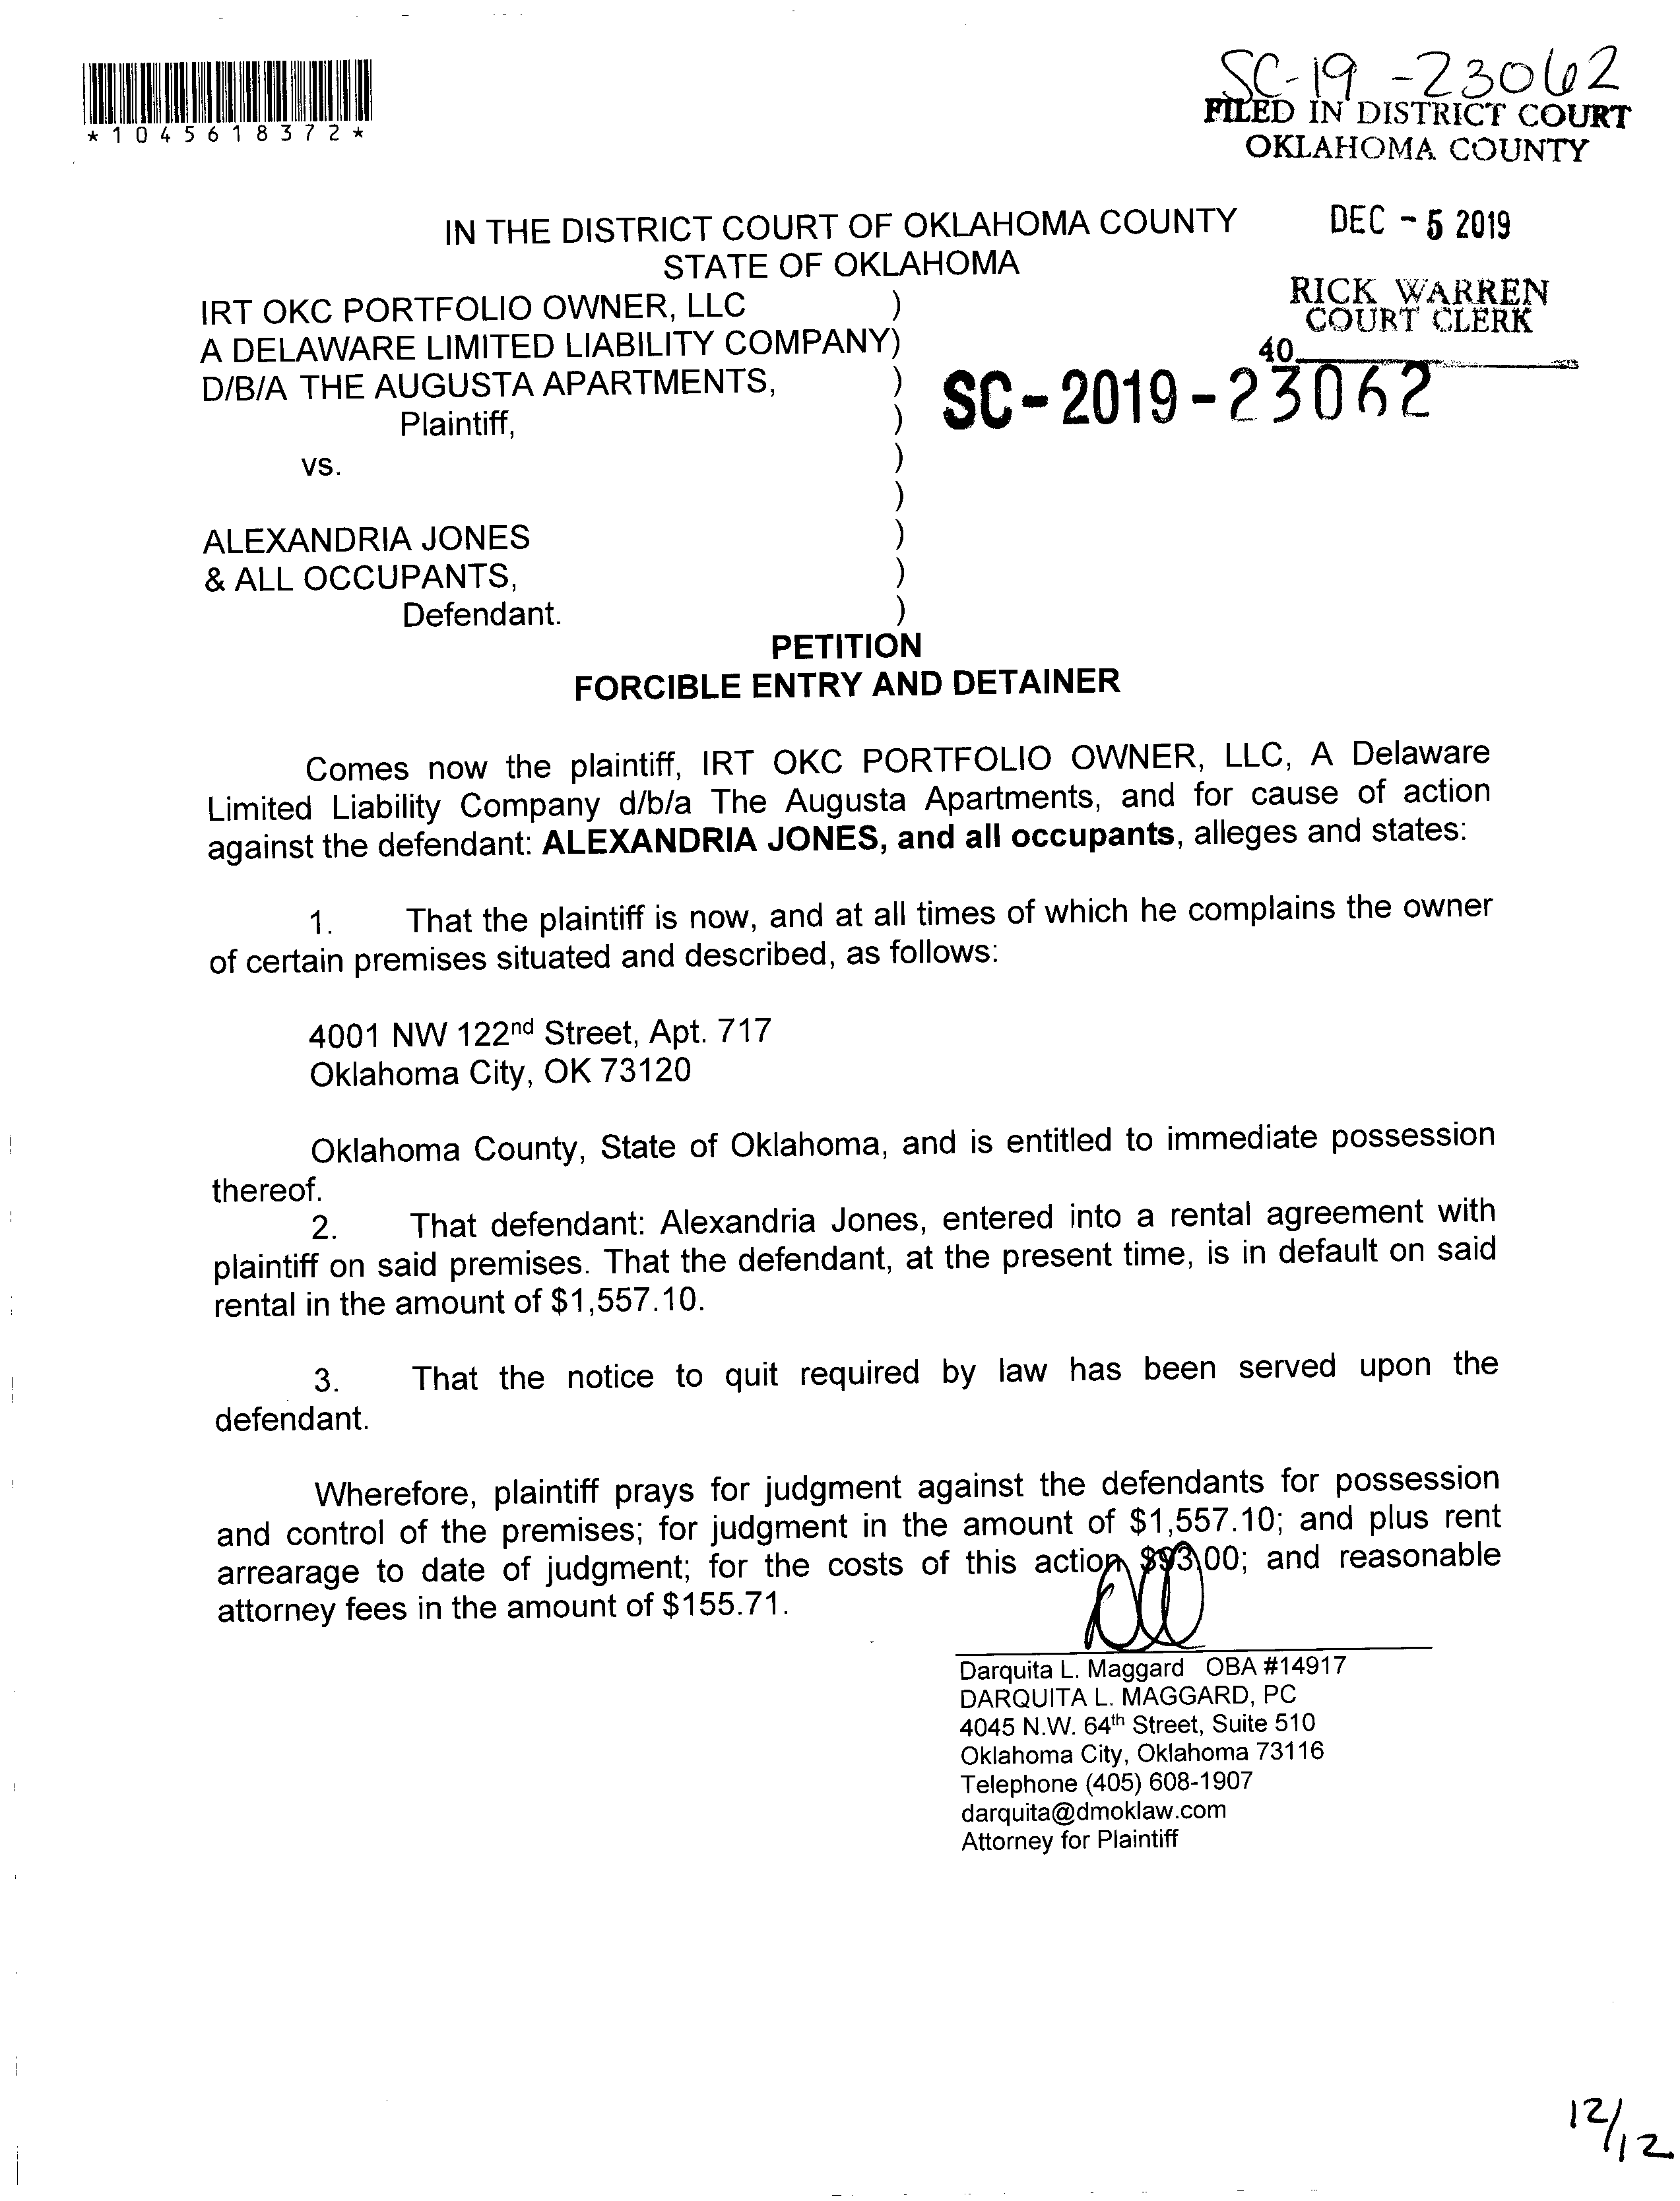 SC-19-23062
FILED IN DISTRICT COURT
OKLAHOMA COUNTY
*1045618372*
DEC - 5 2019
RICK WARREN
COURT CLERK
40
SC-2019-23062
IN THE DISTRICT COURT OF OKLAHOMA COUNTY
STATE OF OKLAHOMA
IRT OKC PORTFOLIO OWNER, LLC )
A DELAWARE LIMITED LIABILITY COMPANY)
D/B/A THE AUGUSTA APARTMENTS, )
Plaintiff, )
vs. )
)
ALEXANDRIA JONES )
& ALL OCCUPANTS, )
Defendant. )
PETITION
FORCIBLE ENTRY AND DETAINER
Comes now the plaintiff, IRT OKC PORTFOLIO OWNER, LLC, A Delaware
Limited Liability Company d/b/a The Augusta Apartments, and for cause of action
against the defendant: ALEXANDRIA JONES, and all occupants, alleges and states:
1. That the plaintiff is now, and at all times of which he complains the owner
of certain premises situated and described, as follows:
4001 NW 122nd Street, Apt. 717
Oklahoma City, OK 73120
Oklahoma County, State of Oklahoma, and is entitled to immediate possession
thereof.
2. That defendant: Alexandria Jones, entered into a rental agreement with
plaintiff on said premises. That the defendant, at the present time, is in default on said
rental in the amount of $1,557.10.
3. That the notice to quit required by law has been served upon the
defendant.
Wherefore, plaintiff prays for judgment against the defendants for possession
and control of the premises; for judgment in the amount of $1,557.10; and plus rent
arrearage to date of judgment; for the costs of this action $93.00; and reasonable
attorney fees in the amount of $155.71.
Darquita L. Maggard OBA #14917
DARQUITA L. MAGGARD, PC
4045 N.W. 64th Street, Suite 510
Oklahoma City, Oklahoma 73116
Telephone (405) 608-1907
darquita@dmoklaw.com
Attorney for Plaintiff
12/12